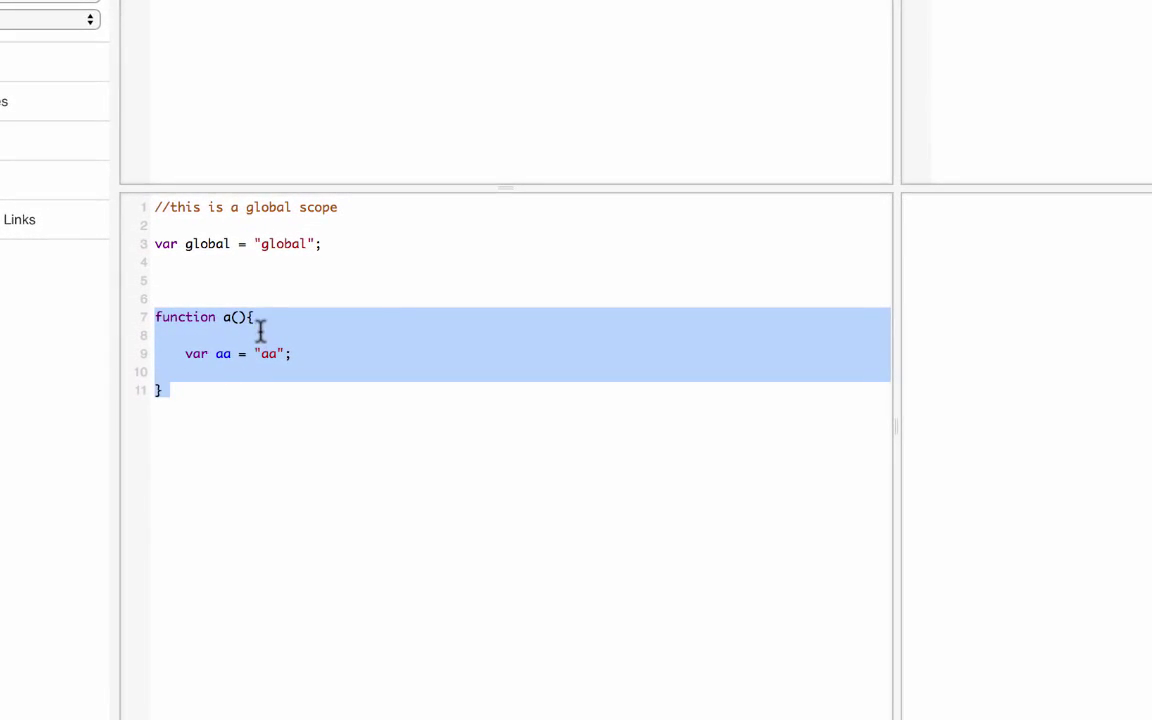 es
Links
1 //this is a global scope
2
3 var global = "global";
4
5
6
7 function a(){
8
9 var aa = "aa";
10
11 }